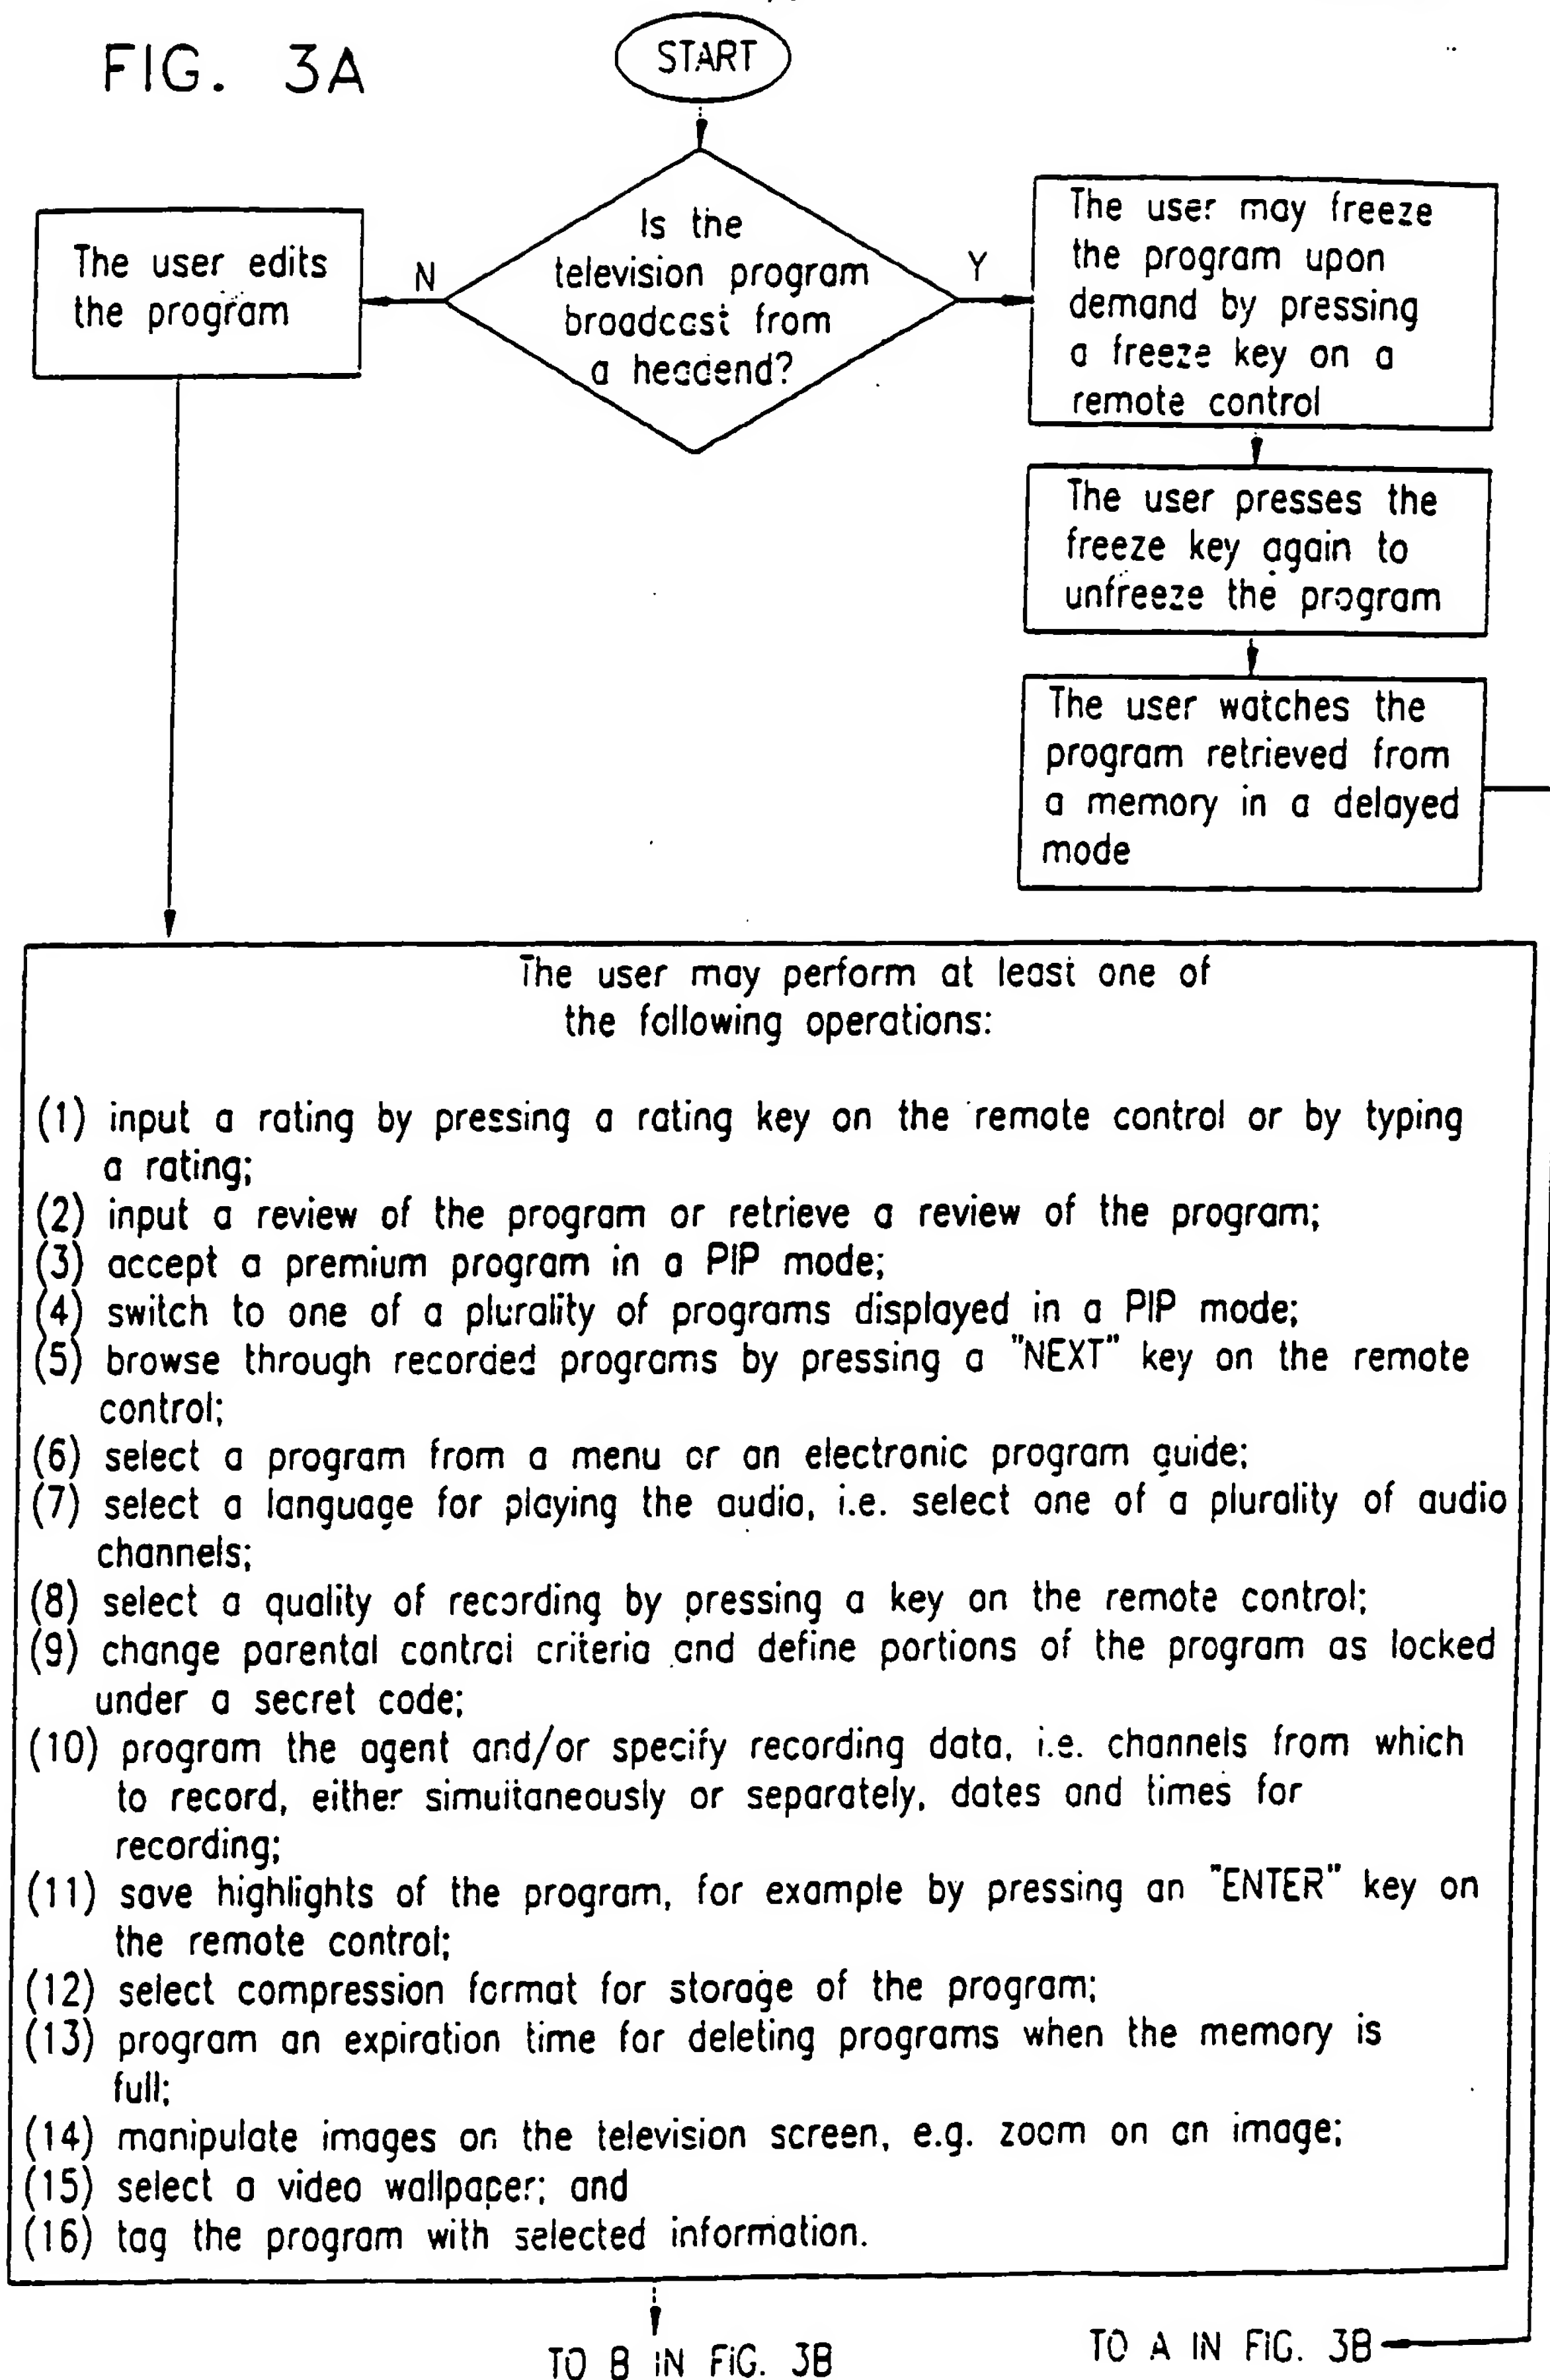 FIG. 3A
START
Is the
television program
broadcast from
a headend?
N
Y
The user edits
the program
The user may freeze
the program upon
demand by pressing
a freeze key on a
remote control
The user presses the
freeze key again to
unfreeze the program
The user watches the
program retrieved from
a memory in a delayed
mode
The user may perform at least one of
the following operations:
(1) input a rating by pressing a rating key on the remote control or by typing
a rating;
(2) input a review of the program or retrieve a review of the program;
(3) accept a premium program in a PIP mode;
(4) switch to one of a plurality of programs displayed in a PIP mode;
(5) browse through recorded programs by pressing a "NEXT" key on the remote
control;
(6) select a program from a menu or an electronic program guide;
(7) select a language for playing the audio, i.e. select one of a plurality of audio
channels;
(8) select a quality of recording by pressing a key on the remote control;
(9) change parental control criteria and define portions of the program as locked
under a secret code;
(10) program the agent and/or specify recording data, i.e. channels from which
to record, either simultaneously or separately, dates and times for
recording;
(11) save highlights of the program, for example by pressing an "ENTER" key on
the remote control;
(12) select compression format for storage of the program;
(13) program an expiration time for deleting programs when the memory is
full;
(14) manipulate images on the television screen, e.g. zoom on an image;
(15) select a video wallpaper; and
(16) tag the program with selected information.
TO B IN FIG. 3B
TO A IN FIG. 3B